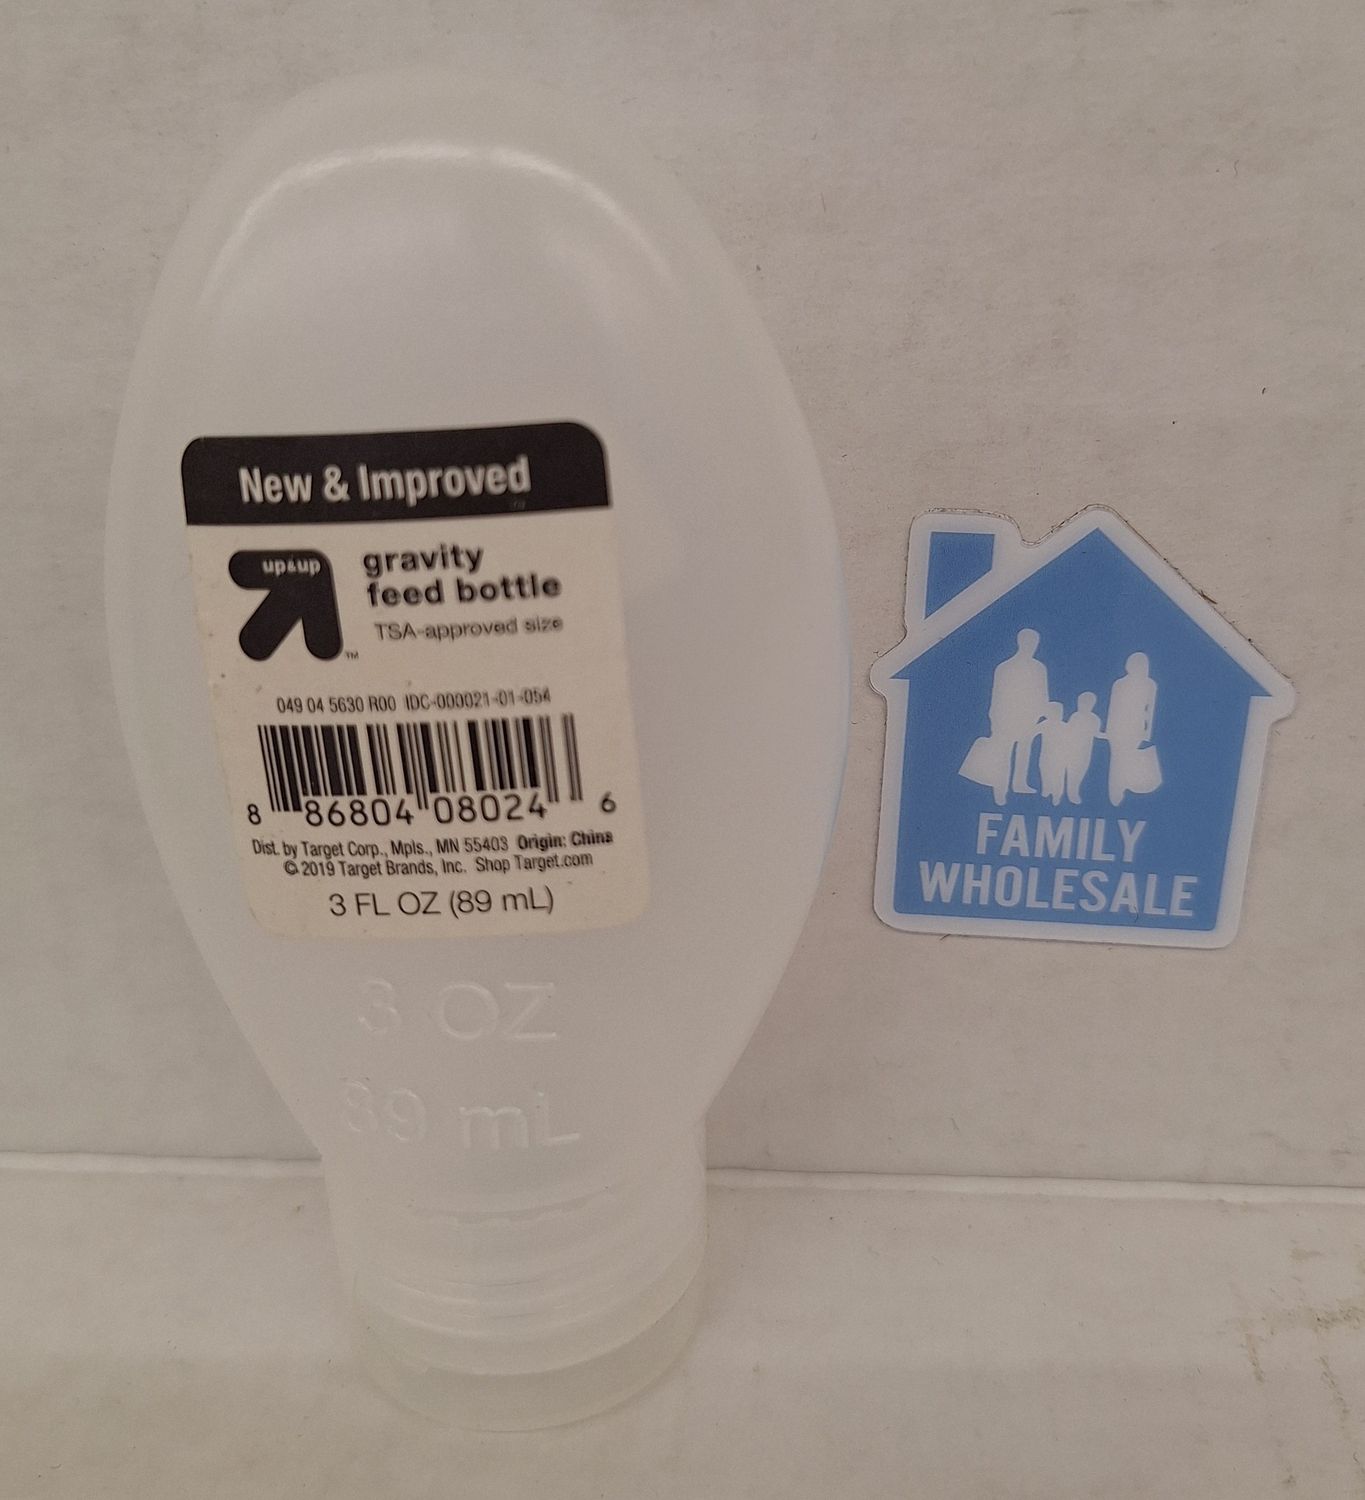 New & Improved
up&up
gravity
feed bottle
TSA-approved size
™
049 04 5630 R00 IDC-000021-01-054
8 86804 08024 6
Dist. by Target Corp., Mpls., MN 55403 Origin: China
© 2019 Target Brands, Inc. Shop Target.com
3 FL OZ (89 mL)
3 OZ
89 mL
FAMILY
WHOLESALE